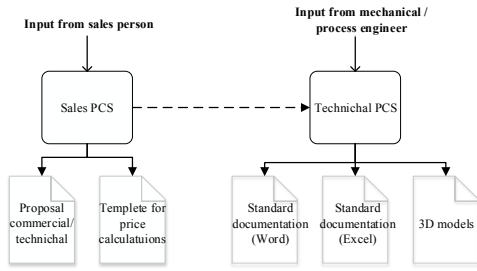 Input from sales person
Input from mechanical /
process engineer
Sales PCS
Technichal PCS
Proposal
commercial/
technichal
Templete for
price
calculatuions
Standard
documentation
(Word)
Standard
documentation
(Excel)
3D models